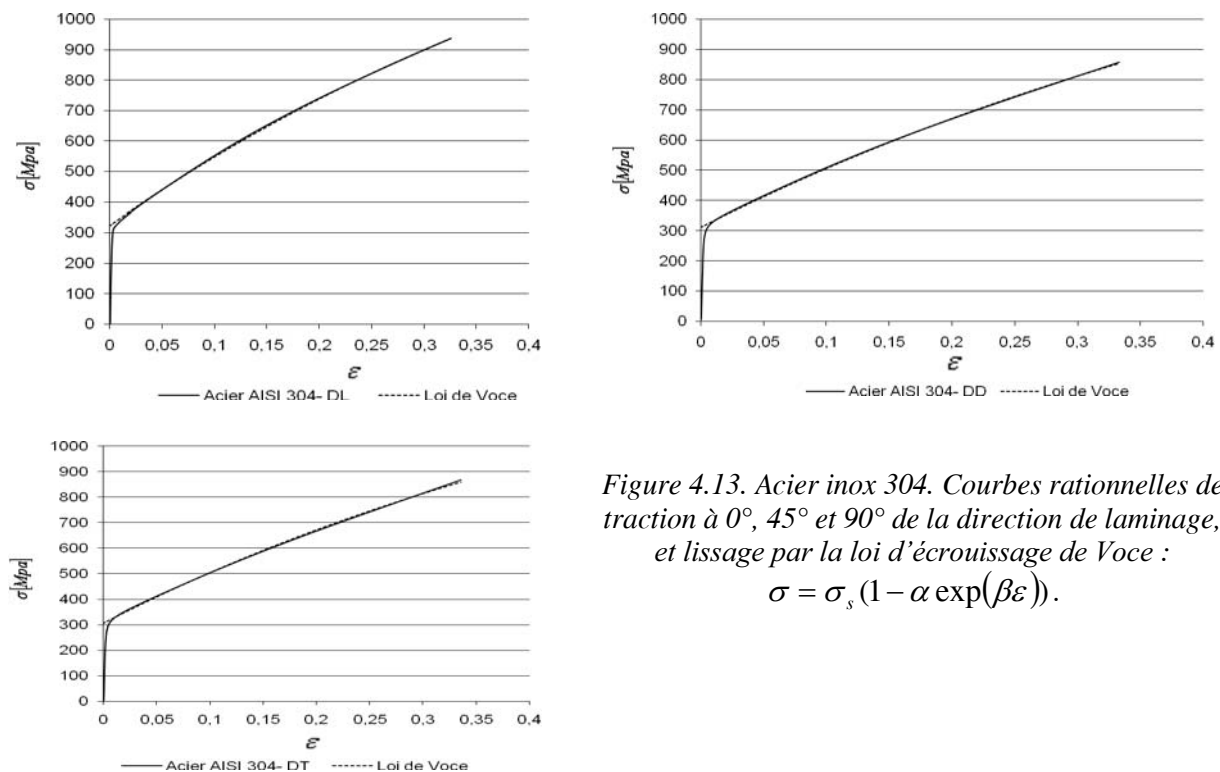 1000
900
800
700
600
500
400
300
200
100
0
σ[Mpa]
0 0,05 0,1 0,15 0,2 0,25 0,3 0,35 0,4
ε
Acier AISI 304- DL Loi de Voce
1000
900
800
700
600
500
400
300
200
100
0
σ[Mpa]
0 0,05 0,1 0,15 0,2 0,25 0,3 0,35 0,4
ε
Acier AISI 304- DD Loi de Voce
1000
900
800
700
600
500
400
300
200
100
0
σ[Mpa]
0 0,05 0,1 0,15 0,2 0,25 0,3 0,35 0,4
ε
Acier AISI 304- DT Loi de Voce
Figure 4.13. Acier inox 304. Courbes rationnelles de
traction à 0°, 45° et 90° de la direction de laminage,
et lissage par la loi d'écrouissage de Voce :
σ = σ_s (1 − α exp(βε)).